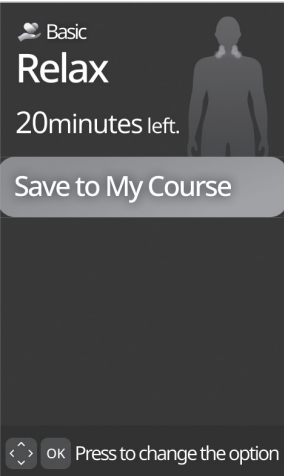 Basic
Relax
20minutes left.
Save to My Course
OK Press to change the option